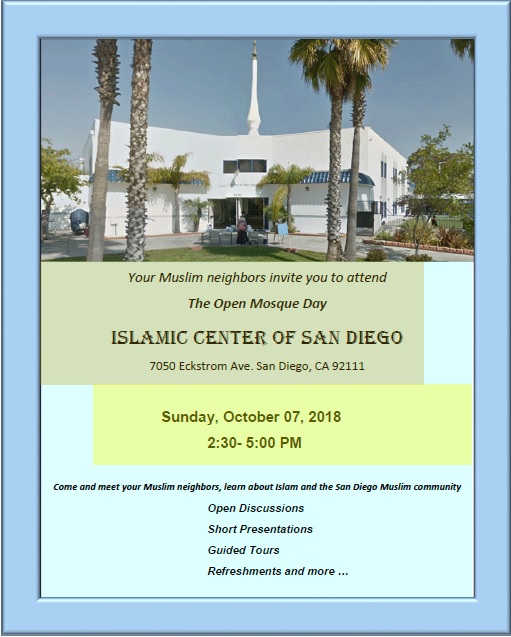 Your Muslim neighbors invite you to attend
The Open Mosque Day
ISLAMIC CENTER OF SAN DIEGO
7050 Eckstrom Ave. San Diego, CA 92111
Sunday, October 07, 2018
2:30- 5:00 PM
Come and meet your Muslim neighbors, learn about Islam and the San Diego Muslim community
Open Discussions
Short Presentations
Guided Tours
Refreshments and more ...